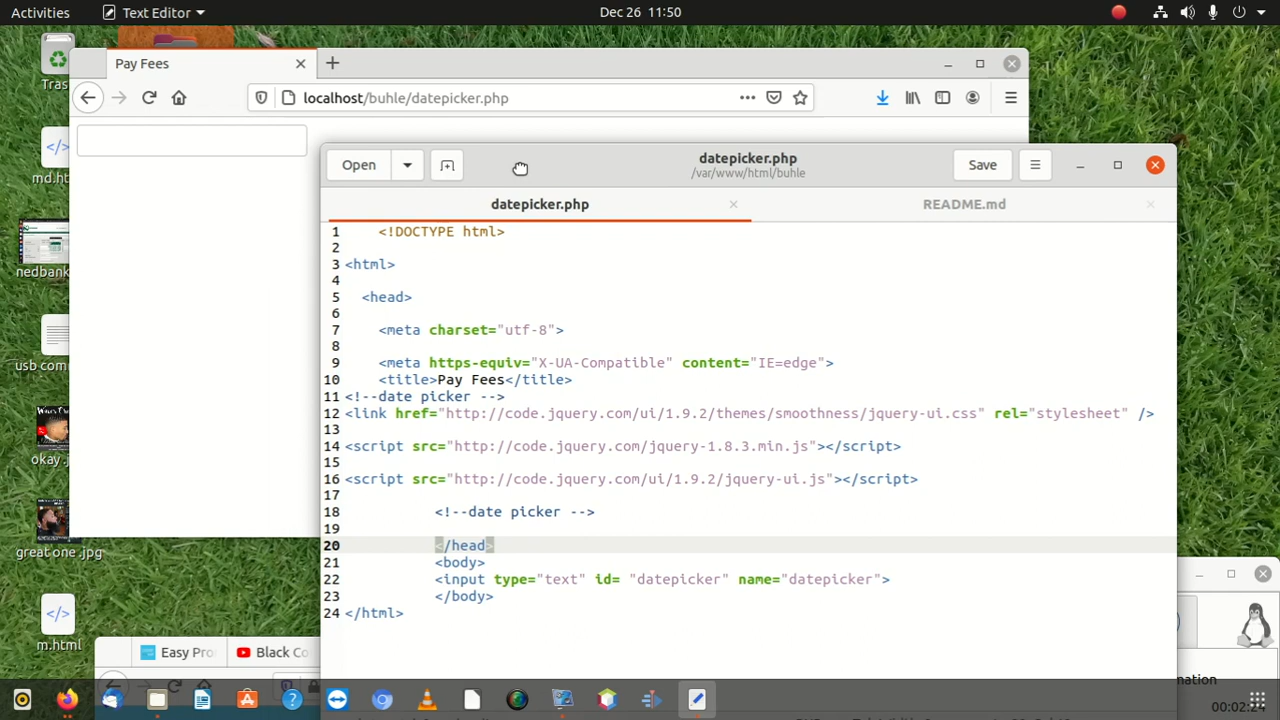 Activities
Text Editor
Dec 26 11:50
Tras
Pay Fees
localhost/buhle/datepicker.php
Open
datepicker.php
/var/www/html/buhle
Save
datepicker.php
README.md
1 <!DOCTYPE html>
2
3 <html>
4
5 <head>
6
7 <meta charset="utf-8">
8
9 <meta https-equiv="X-UA-Compatible" content="IE=edge">
10 <title>Pay Fees</title>
11 <!--date picker -->
12 <link href="http://code.jquery.com/ui/1.9.2/themes/smoothness/jquery-ui.css" rel="stylesheet" />
13
14 <script src="http://code.jquery.com/jquery-1.8.3.min.js"></script>
15
16 <script src="http://code.jquery.com/ui/1.9.2/jquery-ui.js"></script>
17
18 <!--date picker -->
19
20 </head>
21 <body>
22 <input type="text" id= "datepicker" name="datepicker">
23 </body>
24 </html>
md.htm
nedbank
usb com
okay .j
great one .jpg
m.html
Easy Pro
Black Co
mation
00:02:24